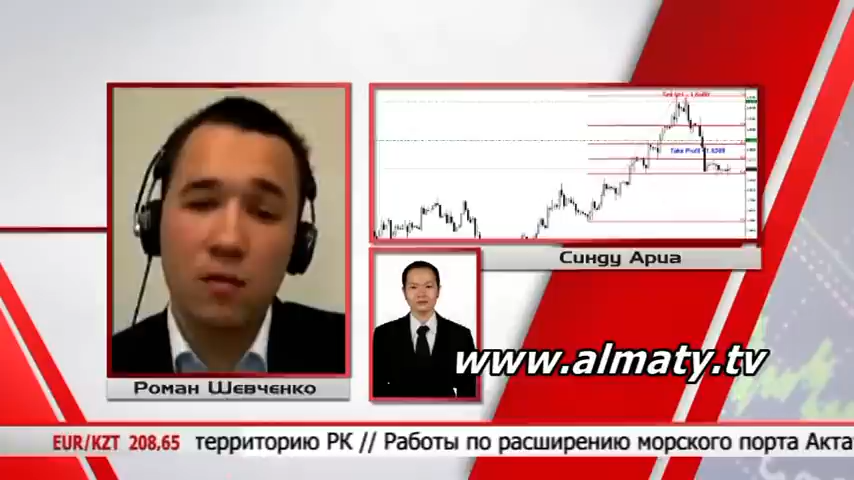 Роман Шевченко
Синду Ариа
www.almaty.tv
EUR/KZT 208,65 территорию РК // Работы по расширению морского порта Акта